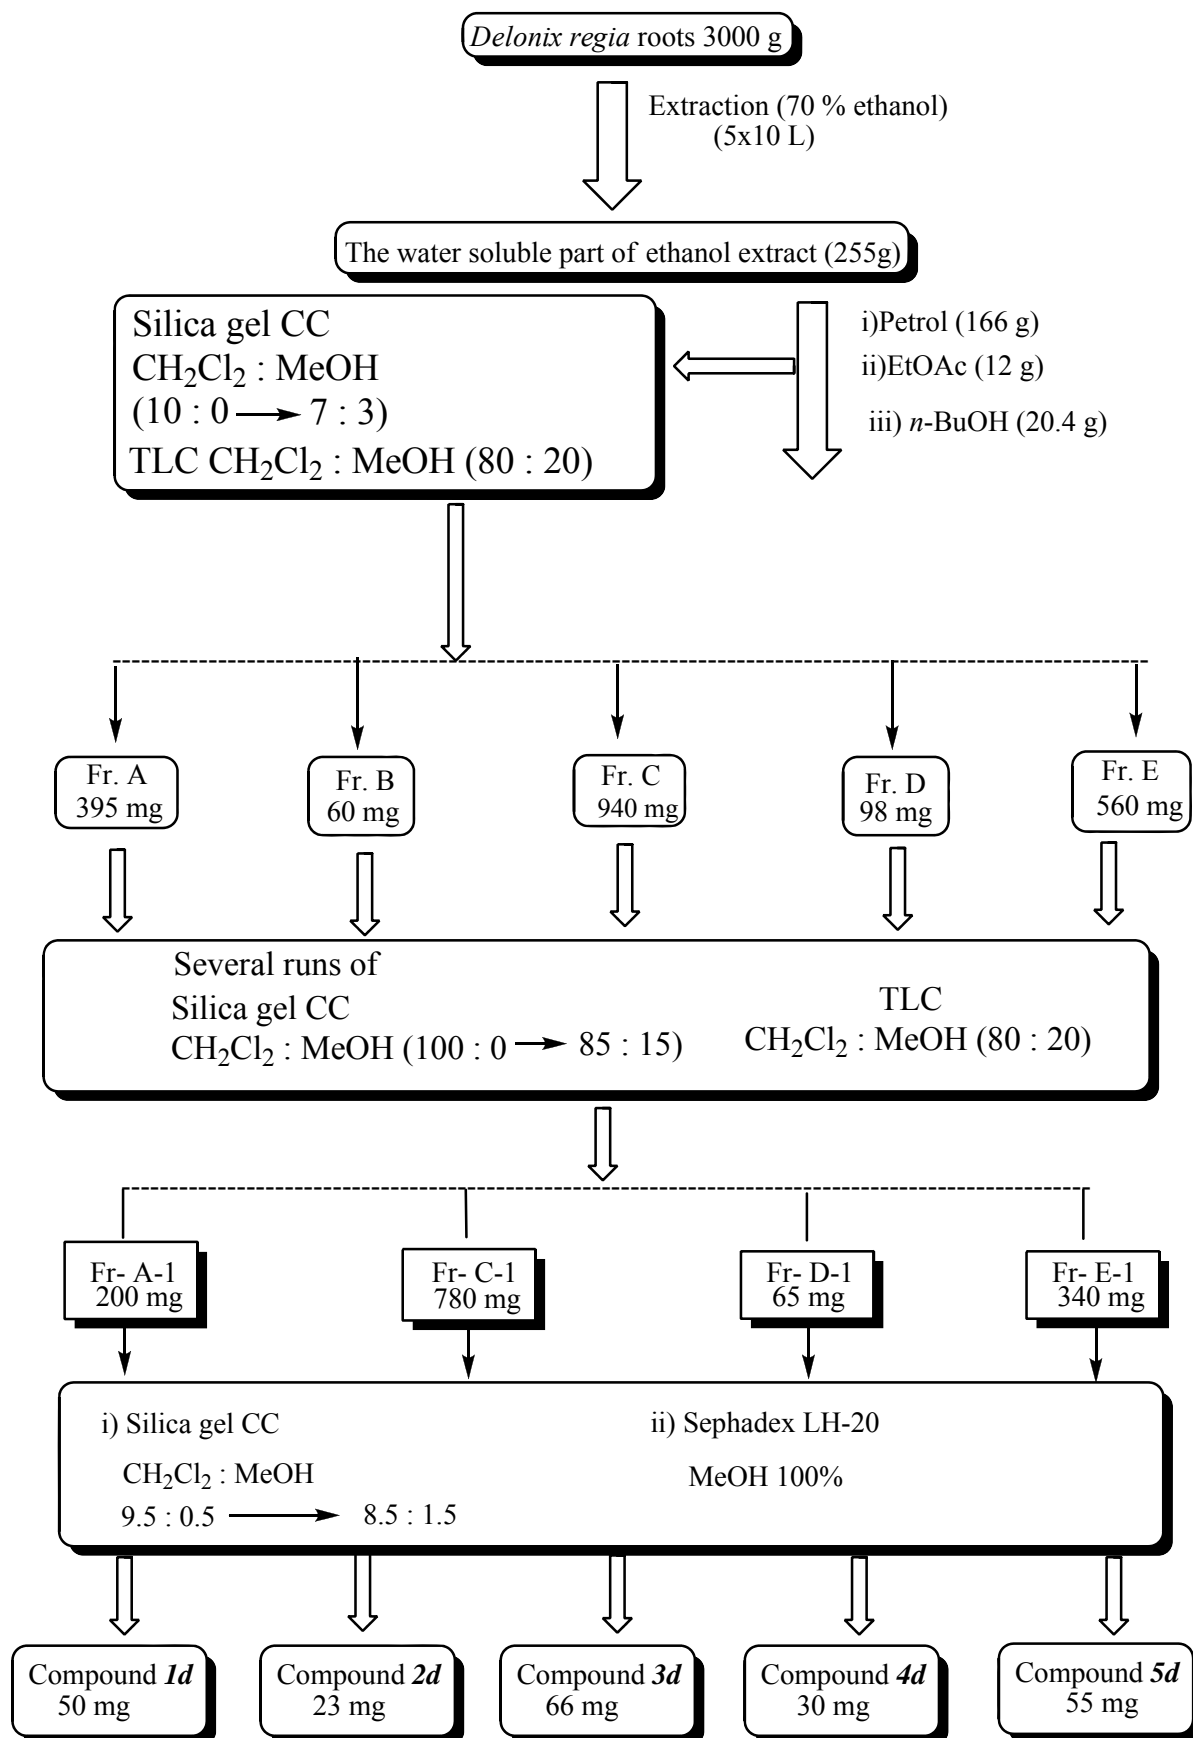 Delonix regia roots 3000 g
Extraction (70 % ethanol)
(5x10 L)
The water soluble part of ethanol extract (255g)
Silica gel CC
CH₂Cl₂ : MeOH
(10 : 0 → 7 : 3)
TLC CH₂Cl₂ : MeOH (80 : 20)
i)Petrol (166 g)
ii)EtOAc (12 g)
iii) n-BuOH (20.4 g)
Fr. A
395 mg
Fr. B
60 mg
Fr. C
940 mg
Fr. D
98 mg
Fr. E
560 mg
Several runs of
Silica gel CC
CH₂Cl₂ : MeOH (100 : 0 → 85 : 15)
TLC
CH₂Cl₂ : MeOH (80 : 20)
Fr- A-1
200 mg
Fr- C-1
780 mg
Fr- D-1
65 mg
Fr- E-1
340 mg
i) Silica gel CC
CH₂Cl₂ : MeOH
9.5 : 0.5 → 8.5 : 1.5
ii) Sephadex LH-20
MeOH 100%
Compound 1d
50 mg
Compound 2d
23 mg
Compound 3d
66 mg
Compound 4d
30 mg
Compound 5d
55 mg